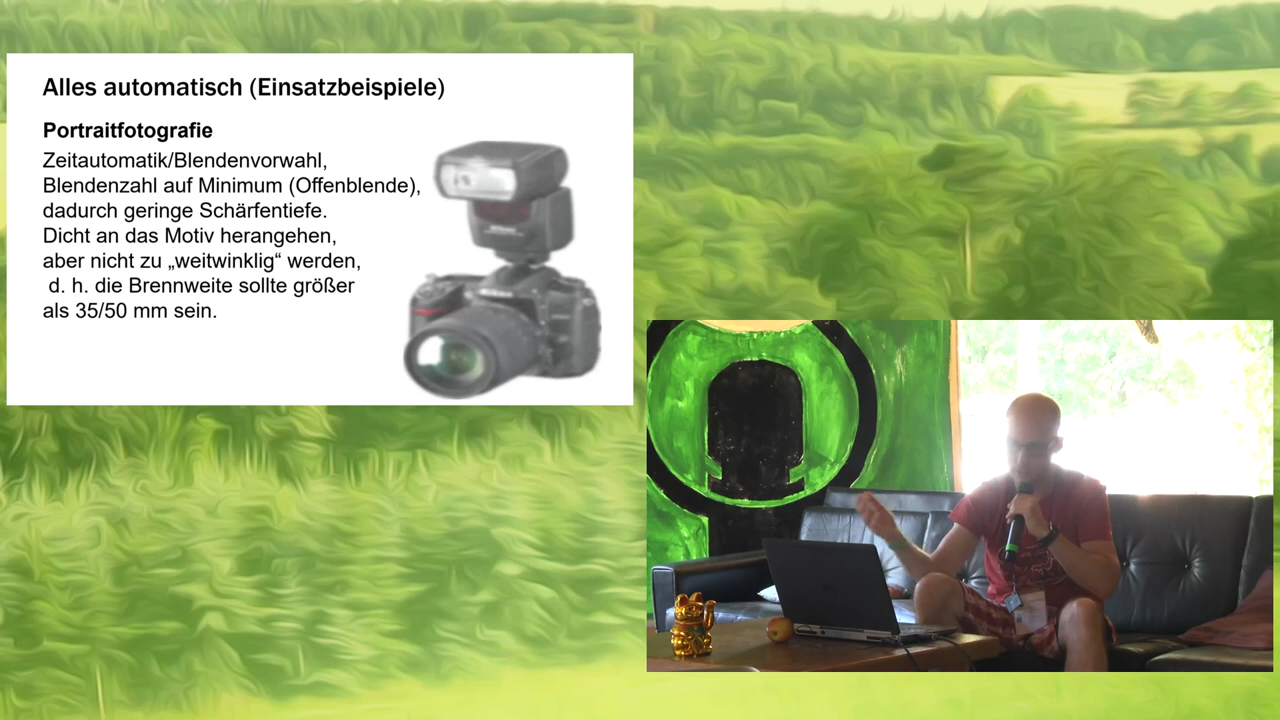 Alles automatisch (Einsatzbeispiele)
Portraitfotografie
Zeitautomatik/Blendenvorwahl,
Blendenzahl auf Minimum (Offenblende),
dadurch geringe Schärfentiefe.
Dicht an das Motiv herangehen,
aber nicht zu „weitwinklig“ werden,
d. h. die Brennweite sollte größer
als 35/50 mm sein.